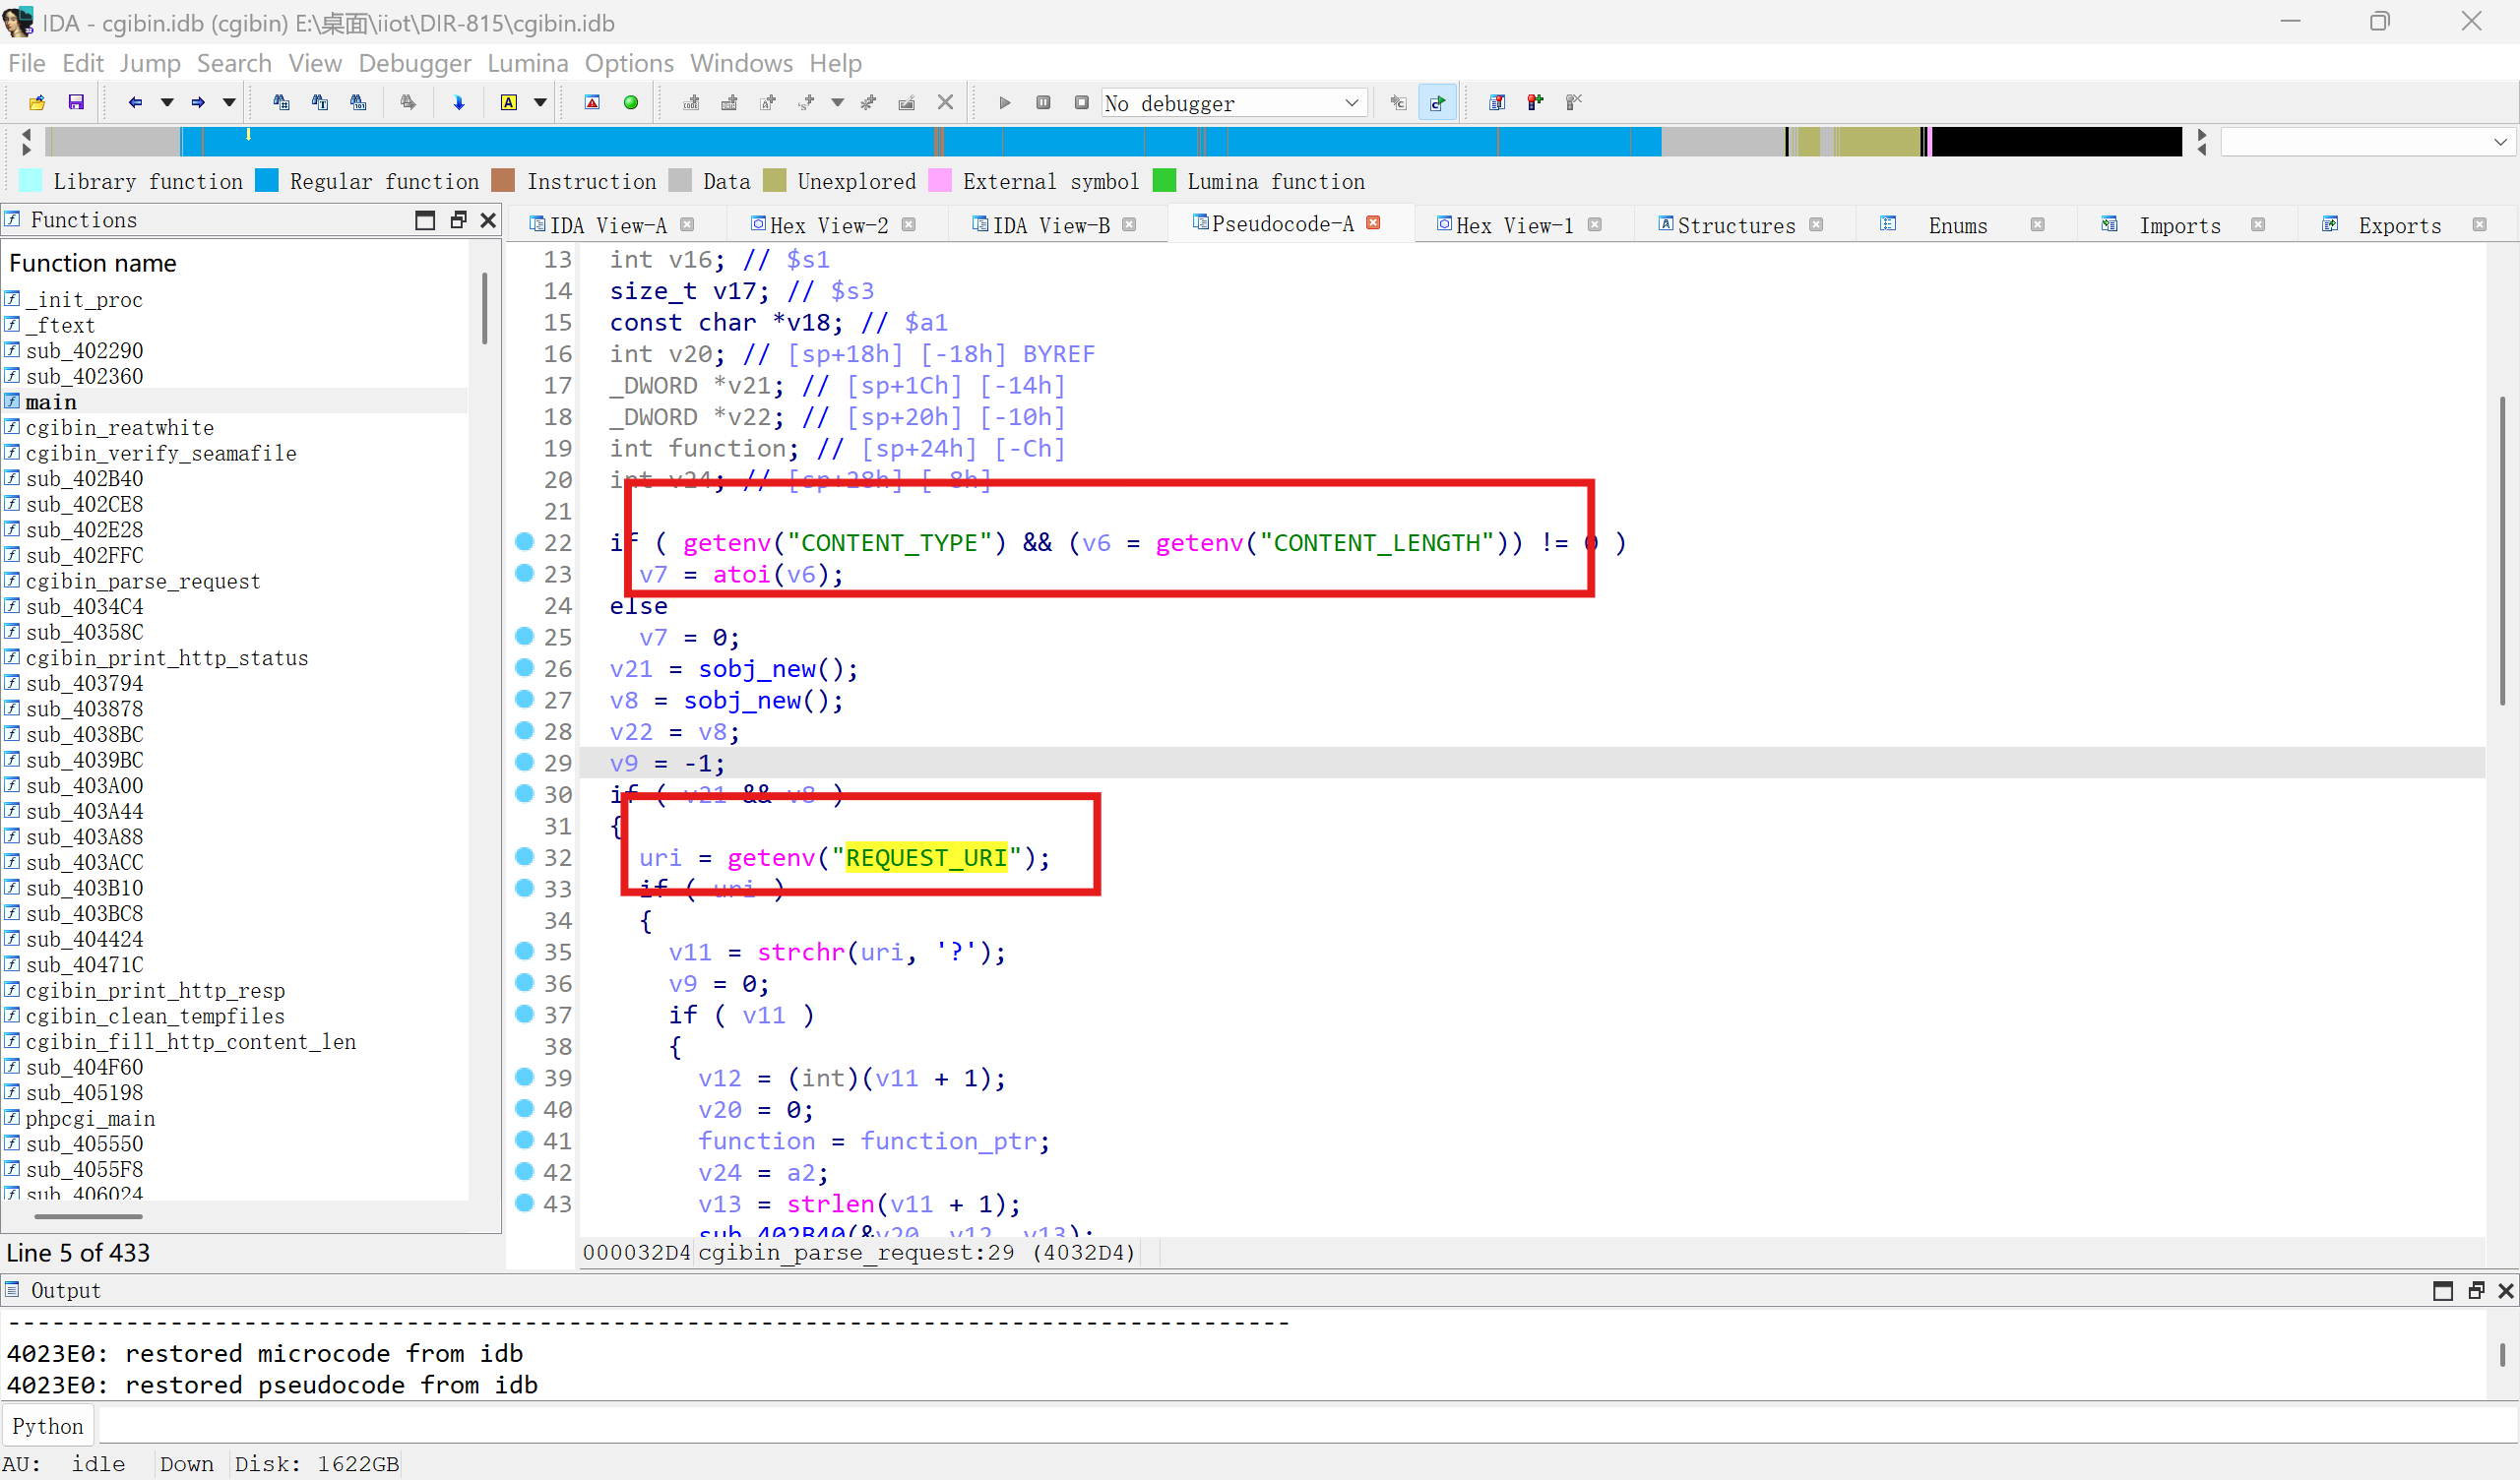 IDA - cgibin.idb (cgibin) E:\桌面\iiot\DIR-815\cgibin.idb
File Edit Jump Search View Debugger Lumina Options Windows Help
No debugger
Library function Regular function Instruction Data Unexplored External symbol Lumina function
Functions
IDA View-A Hex View-2 IDA View-B Pseudocode-A Hex View-1 Structures Enums Imports Exports
Function name
_init_proc
_ftext
sub_402290
sub_402360
main
cgibin_reatwhite
cgibin_verify_seamafile
sub_402B40
sub_402CE8
sub_402E28
sub_402FFC
cgibin_parse_request
sub_4034C4
sub_40358C
cgibin_print_http_status
sub_403794
sub_403878
sub_4038BC
sub_4039BC
sub_403A00
sub_403A44
sub_403A88
sub_403ACC
sub_403B10
sub_403BC8
sub_404424
sub_40471C
cgibin_print_http_resp
cgibin_clean_tempfiles
cgibin_fill_http_content_len
sub_404F60
sub_405198
phpcgi_main
sub_405550
sub_4055F8
sub_406024
Line 5 of 433
13 int v16; // $s1
14 size_t v17; // $s3
15 const char *v18; // $a1
16 int v20; // [sp+18h] [-18h] BYREF
17 _DWORD *v21; // [sp+1Ch] [-14h]
18 _DWORD *v22; // [sp+20h] [-10h]
19 int function; // [sp+24h] [-Ch]
20 int v24; // [sp+28h] [-8h]
21
22 if ( getenv("CONTENT_TYPE") && (v6 = getenv("CONTENT_LENGTH")) != 0 )
23 v7 = atoi(v6);
24 else
25 v7 = 0;
26 v21 = sobj_new();
27 v8 = sobj_new();
28 v22 = v8;
29 v9 = -1;
30 if ( v21 && v8 )
31 {
32 uri = getenv("REQUEST_URI");
33 if ( uri )
34 {
35 v11 = strchr(uri, '?');
36 v9 = 0;
37 if ( v11 )
38 {
39 v12 = (int)(v11 + 1);
40 v20 = 0;
41 function = function_ptr;
42 v24 = a2;
43 v13 = strlen(v11 + 1);
sub_402B40(&v20, v12, v13);
000032D4 cgibin_parse_request:29 (4032D4)
Output
4023E0: restored microcode from idb
4023E0: restored pseudocode from idb
Python
AU: idle Down Disk: 1622GB